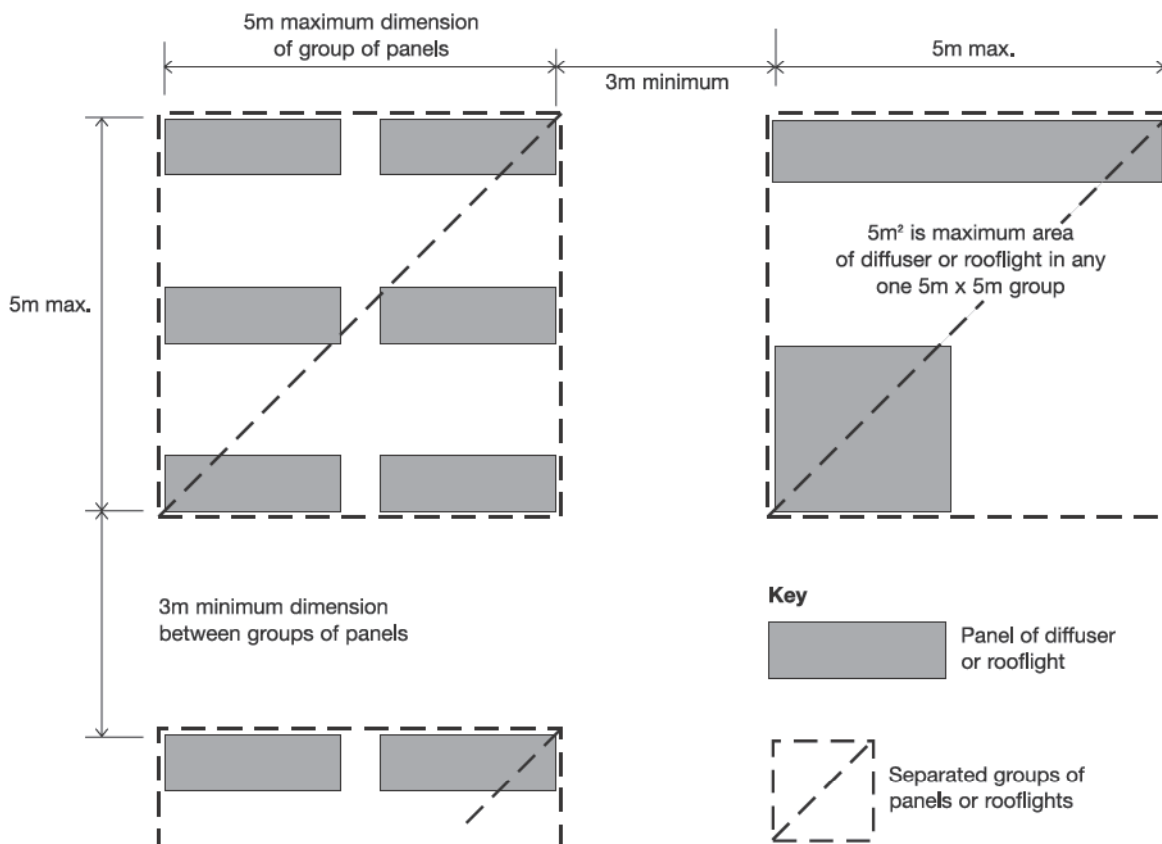 5m maximum dimension
of group of panels
5m max.
3m minimum
5m² is maximum area
of diffuser or rooflight in any
one 5m x 5m group
5m max.
3m minimum dimension
between groups of panels
Key
Panel of diffuser
or rooflight
Separated groups of
panels or rooflights